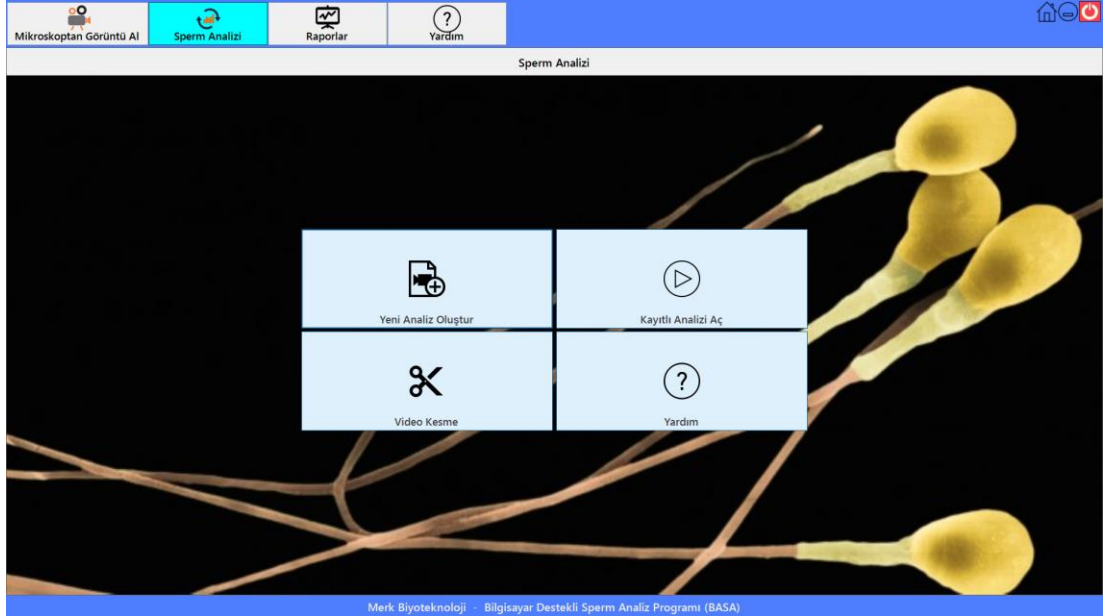 Mikroskoptan Görüntü Al
Sperm Analizi
Raporlar
Yardım
Sperm Analizi
Yeni Analiz Oluştur
Kayıtlı Analizi Aç
Video Kesme
Yardım
Merk Biyoteknoloji - Bilgisayar Destekli Sperm Analiz Programı (BASA)